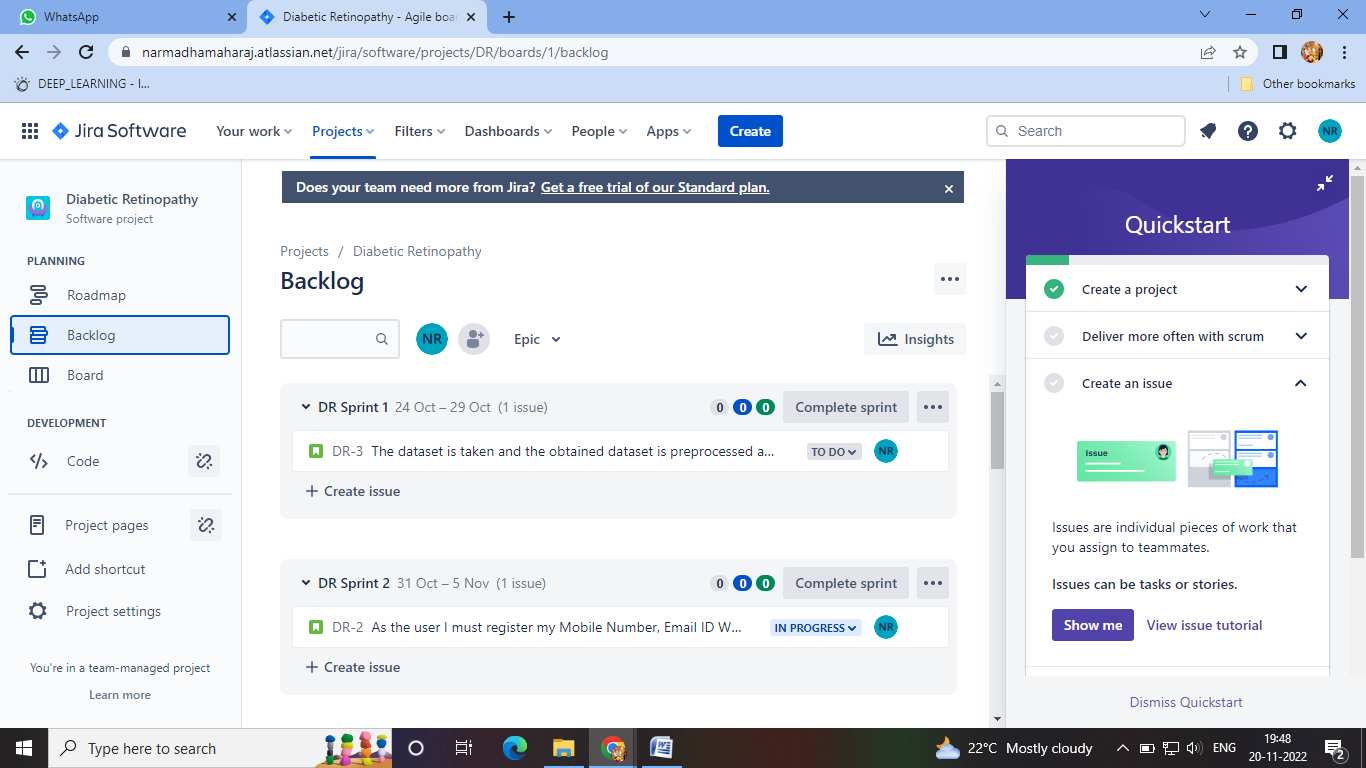 WhatsApp
Diabetic Retinopathy - Agile boar
narmadhamaharaj.atlassian.net/jira/software/projects/DR/boards/1/backlog
DEEP_LEARNING - I...
Other bookmarks
Jira Software
Your work
Projects
Filters
Dashboards
People
Apps
Create
Search
NR
Diabetic Retinopathy
Software project
PLANNING
Roadmap
Backlog
Board
DEVELOPMENT
Code
Project pages
Add shortcut
Project settings
You're in a team-managed project
Learn more
Does your team need more from Jira? Get a free trial of our Standard plan.
Projects / Diabetic Retinopathy
Backlog
NR
Epic
Insights
DR Sprint 1 24 Oct – 29 Oct (1 issue)
0 0 0 Complete sprint
DR-3 The dataset is taken and the obtained dataset is preprocessed a...
TO DO
NR
+ Create issue
DR Sprint 2 31 Oct – 5 Nov (1 issue)
0 0 0 Complete sprint
DR-2 As the user I must register my Mobile Number, Email ID W...
IN PROGRESS
NR
+ Create issue
Quickstart
Create a project
Deliver more often with scrum
Create an issue
Issue
Issues are individual pieces of work that
you assign to teammates.
Issues can be tasks or stories.
Show me
View issue tutorial
Dismiss Quickstart
Type here to search
22°C Mostly cloudy
ENG
19:48
20-11-2022
2